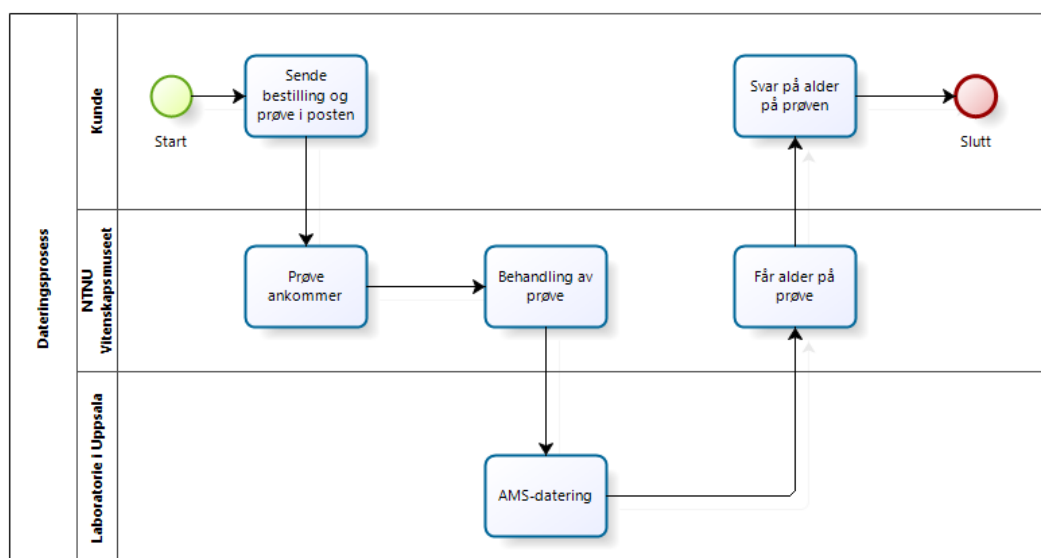 Dateringsprosess
Kunde
Start
Sende
bestilling og
prøve i posten
Svar på alder
på prøven
Slutt
NTNU
Vitenskapsmuseet
Prøve
ankommer
Behandling av
prøve
Får alder på
prøve
Laboratorie i Uppsala
AMS-datering